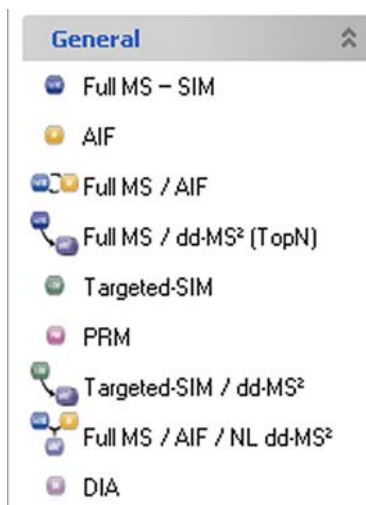 General
Full MS – SIM
AIF
Full MS / AIF
Full MS / dd-MS² (TopN)
Targeted-SIM
PRM
Targeted-SIM / dd-MS²
Full MS / AIF / NL dd-MS²
DIA